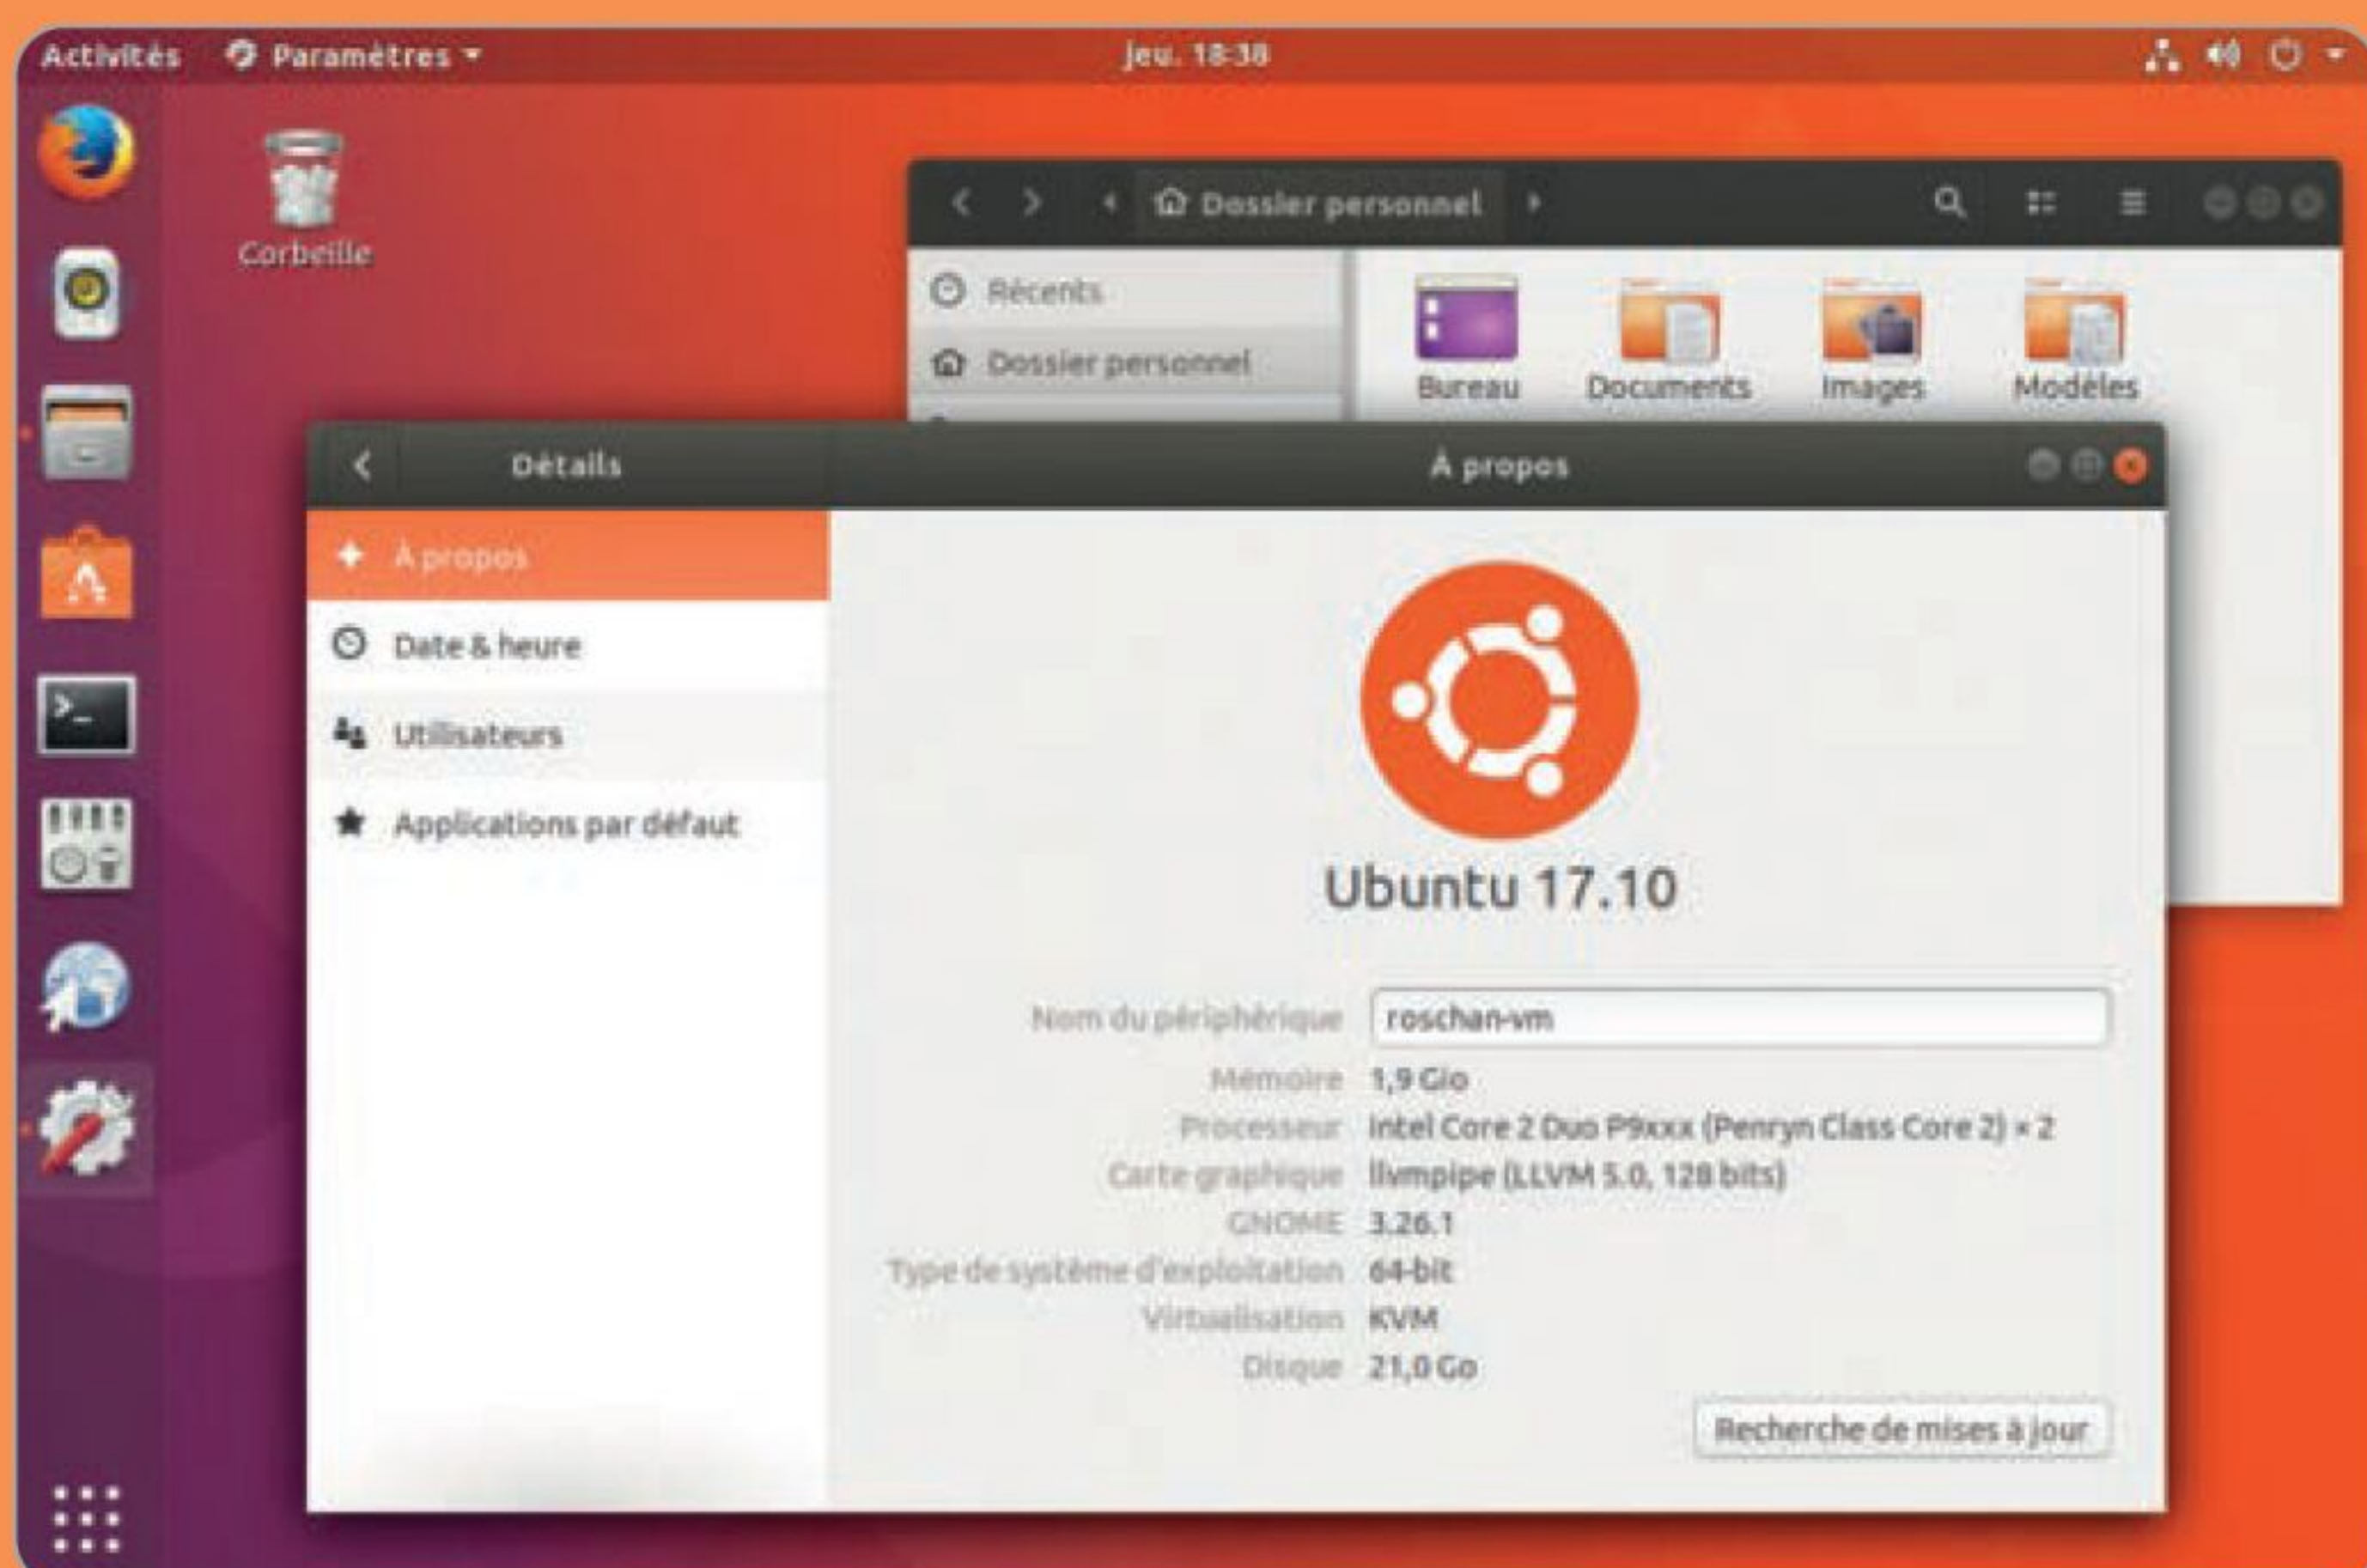 Activités Paramètres jeu. 18:38
Corbeille
Dossier personnel
Récents
Dossier personnel
Bureau Documents Images Modèles
Détails À propos
À propos
Date & heure
Utilisateurs
Applications par défaut
Ubuntu 17.10
Nom du périphérique roschan-vm
Mémoire 1,9 Gio
Processeur Intel Core 2 Duo P9xxx (Penryn Class Core 2) × 2
Carte graphique llvmpipe (LLVM 5.0, 128 bits)
GNOME 3.26.1
Type de système d'exploitation 64-bit
Virtualisation KVM
Disque 21,0 Go
Recherche de mises à jour